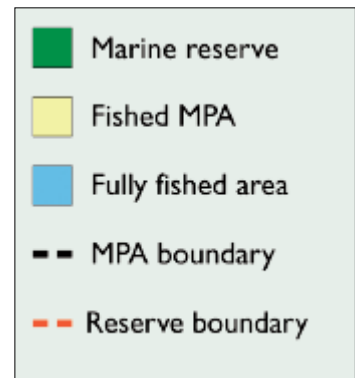 Marine reserve
Fished MPA
Fully fished area
MPA boundary
Reserve boundary